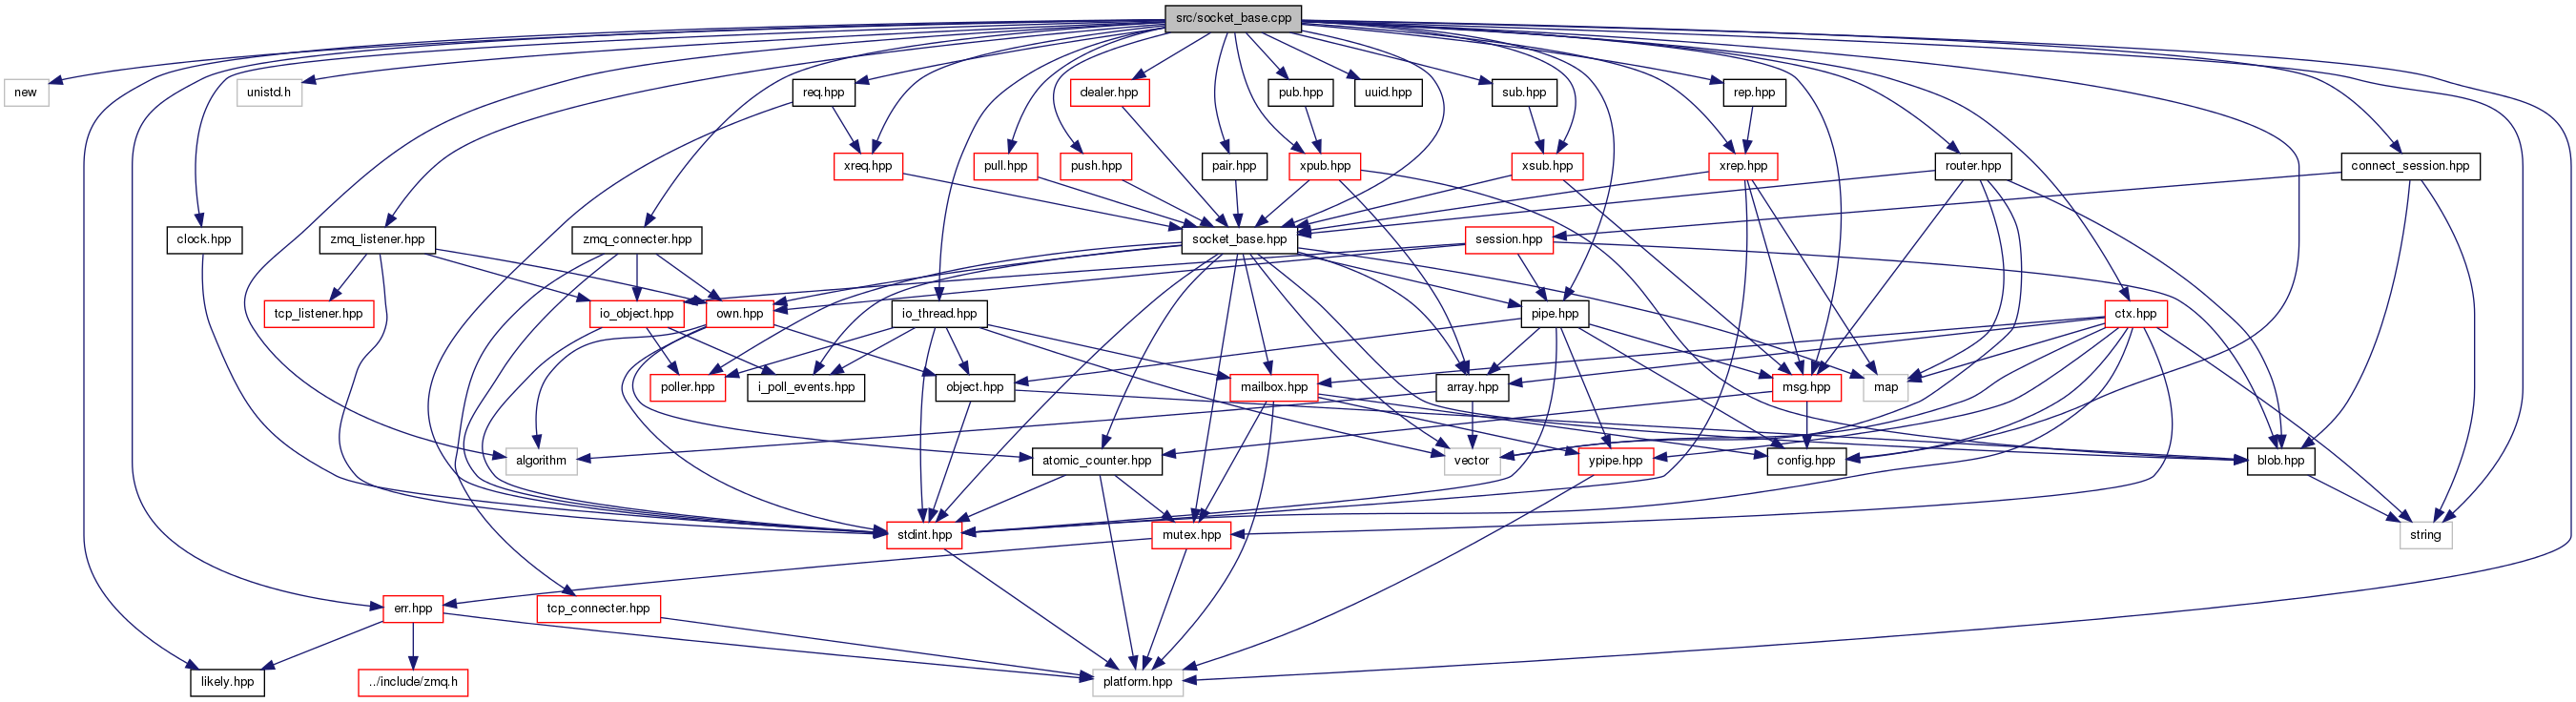 src/socket_base.cpp
new
unistd.h
req.hpp
dealer.hpp
pub.hpp
uuid.hpp
sub.hpp
rep.hpp
xreq.hpp
pull.hpp
push.hpp
pair.hpp
xpub.hpp
xsub.hpp
xrep.hpp
router.hpp
connect_session.hpp
clock.hpp
zmq_listener.hpp
zmq_connecter.hpp
socket_base.hpp
session.hpp
tcp_listener.hpp
io_object.hpp
own.hpp
io_thread.hpp
pipe.hpp
ctx.hpp
poller.hpp
i_poll_events.hpp
object.hpp
mailbox.hpp
array.hpp
msg.hpp
map
algorithm
atomic_counter.hpp
vector
ypipe.hpp
config.hpp
blob.hpp
stdint.hpp
mutex.hpp
string
err.hpp
tcp_connecter.hpp
likely.hpp
../include/zmq.h
platform.hpp